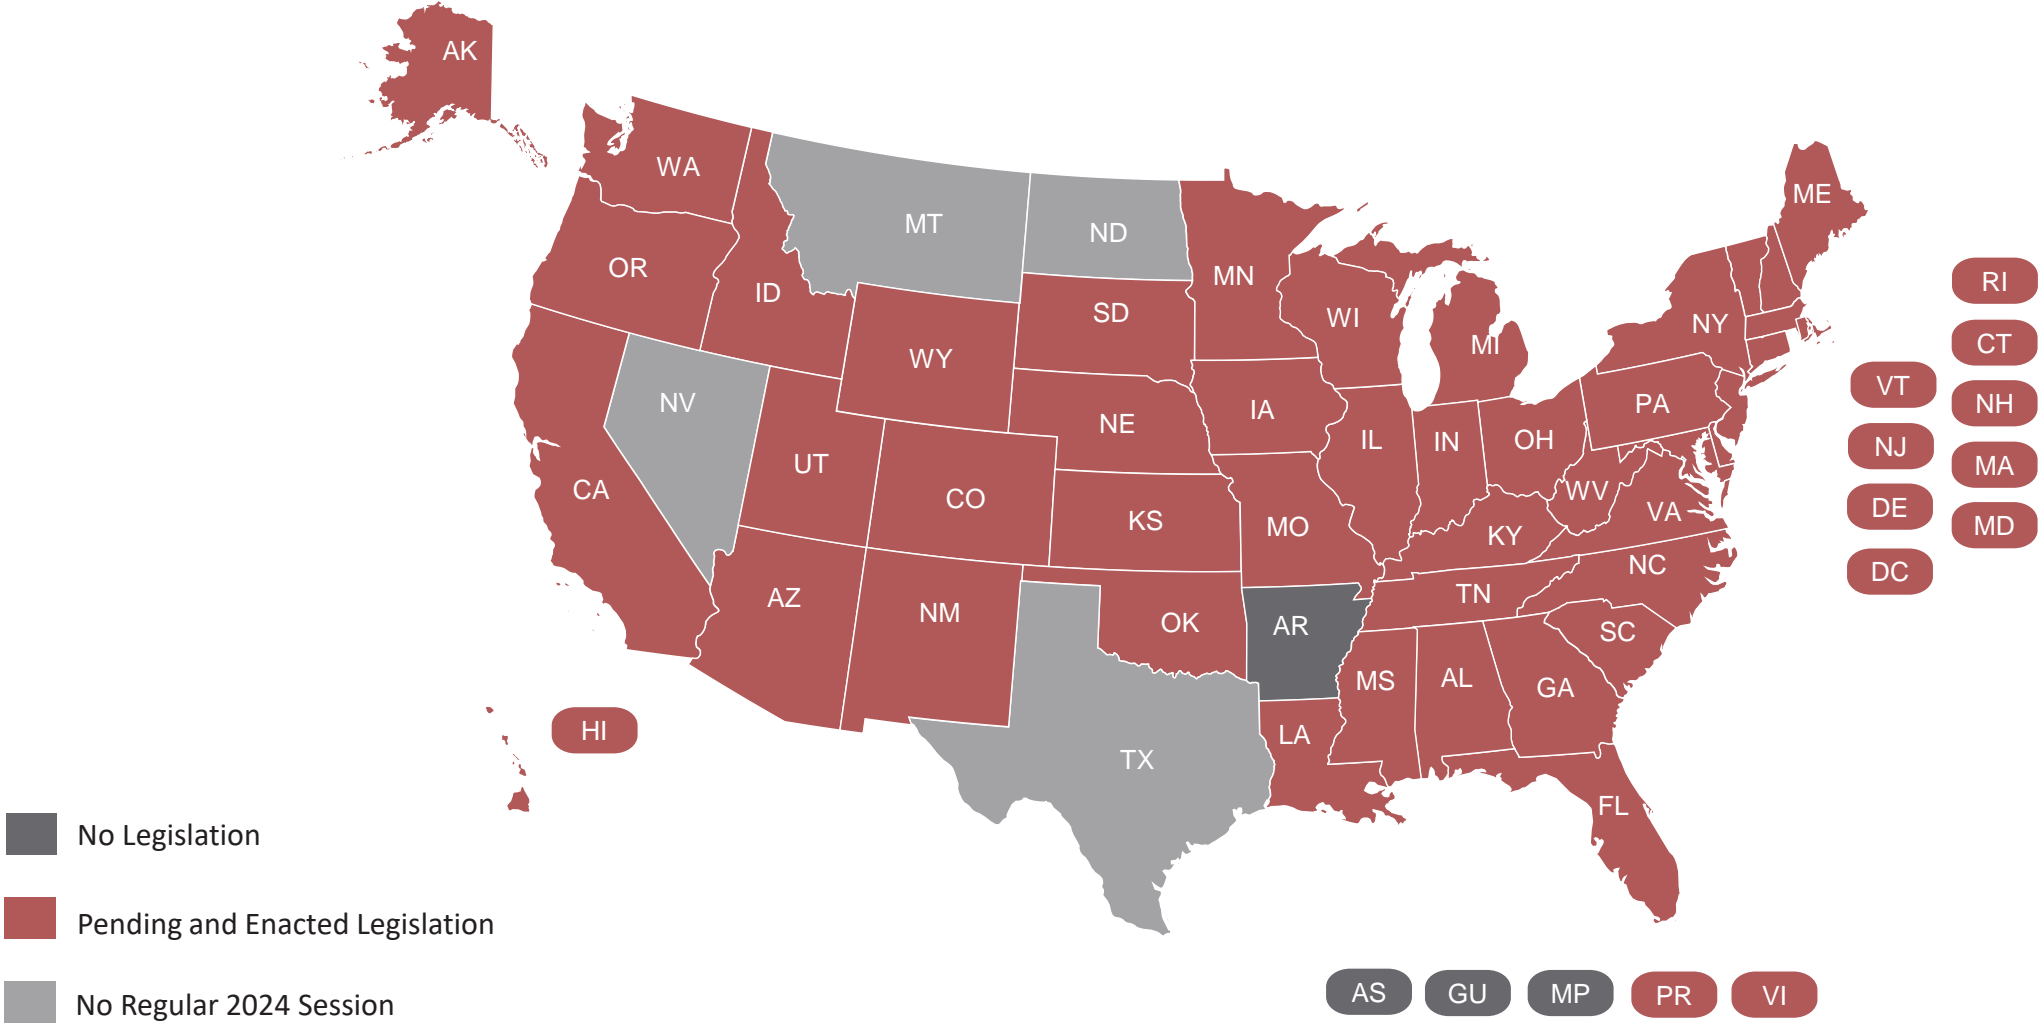 AK
WA
MT
ND
ME
OR
ID
MN
RI
SD
WI
NY
MI
CT
WY
VT
NV
NE
IA
PA
NH
IL
IN
OH
NJ
UT
MA
CA
CO
WV
DE
KS
MO
VA
MD
KY
NC
DC
AZ
TN
NM
OK
AR
SC
MS
AL
GA
HI
LA
TX
FL
No Legislation
Pending and Enacted Legislation
No Regular 2024 Session
AS
GU
MP
PR
VI